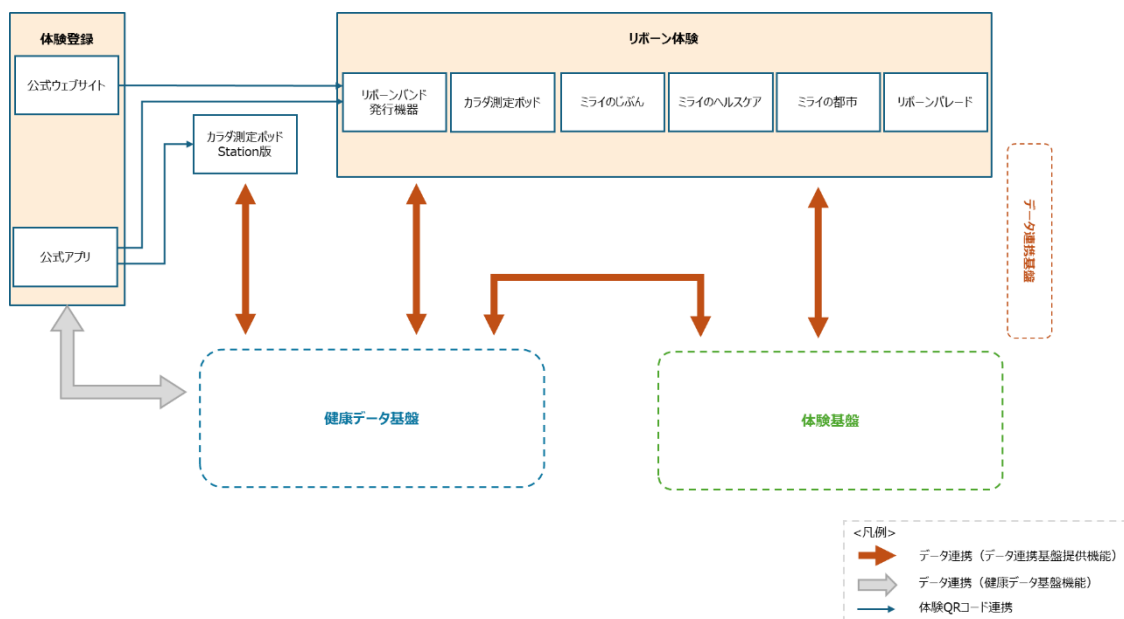 体験登録
公式ウェブサイト
公式アプリ
カラダ測定ポッド
Station版
リボーン体験
リボーンバンド
発行機器
カラダ測定ポッド
ミライのじぶん
ミライのヘルスケア
ミライの都市
リボーンパレード
データ連携基盤
健康データ基盤
体験基盤
<凡例>
データ連携（データ連携基盤提供機能）
データ連携（健康データ基盤機能）
体験QRコード連携